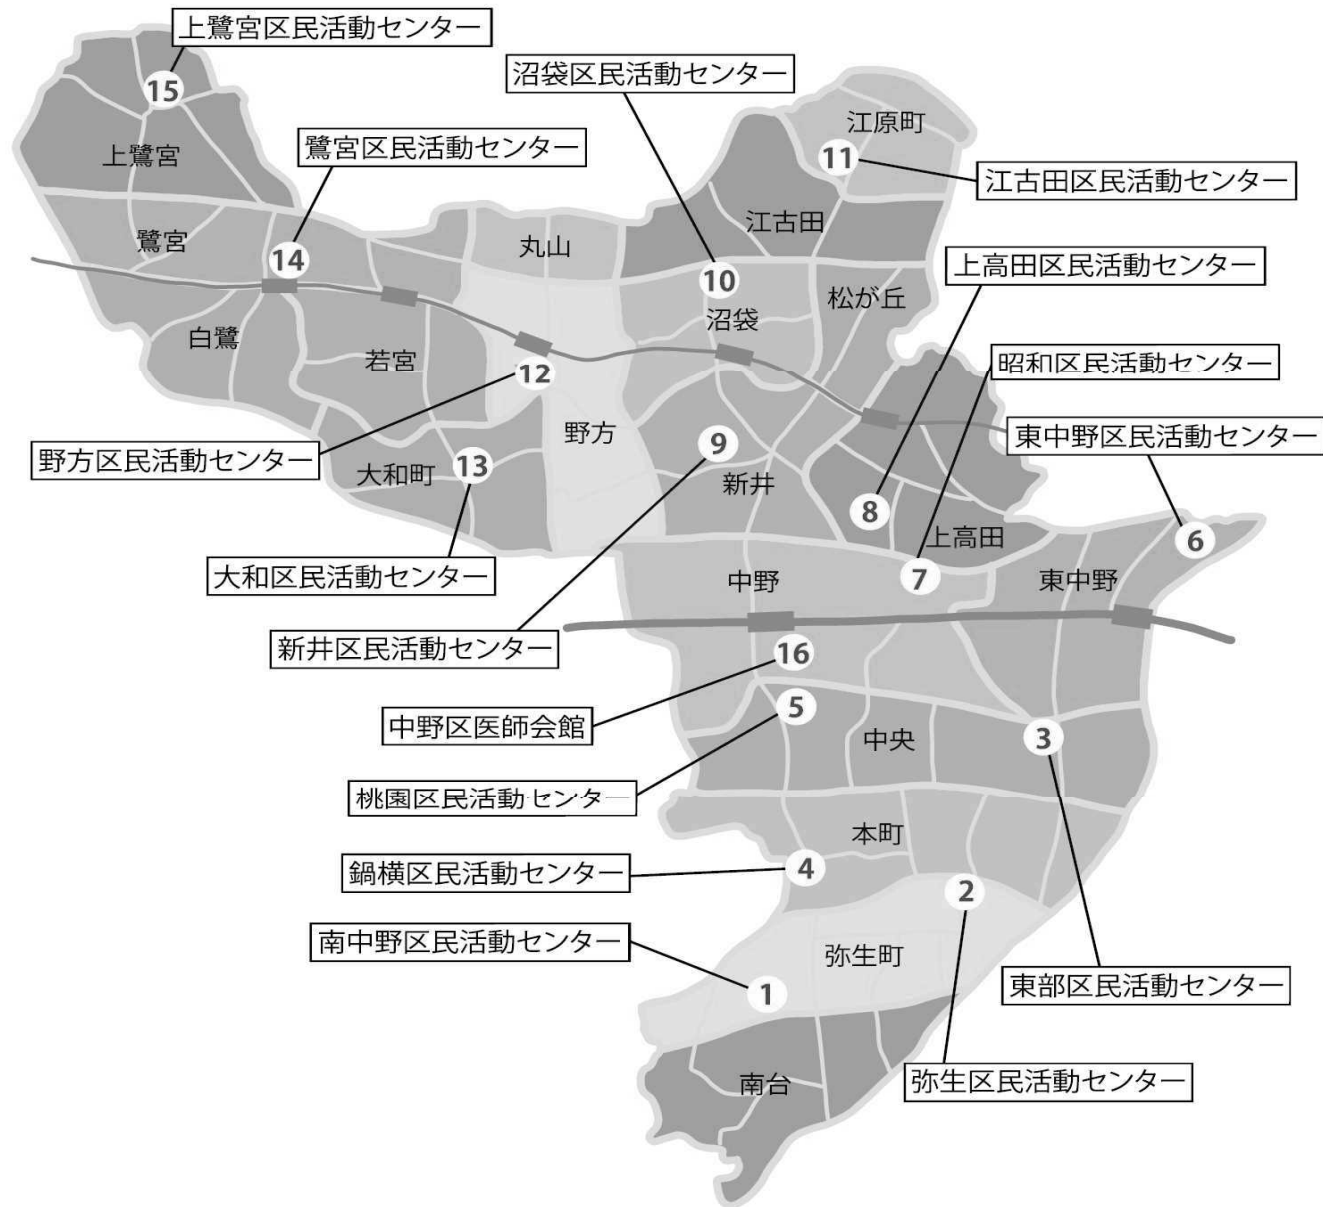 上鷺宮区民活動センター
沼袋区民活動センター
15
江原町
上鷺宮
鷺宮区民活動センター
11
江古田区民活動センター
江古田
鷺宮
丸山
14
10
上高田区民活動センター
松が丘
沼袋
白鷺
若宮
12
昭和区民活動センター
野方
9
東中野区民活動センター
野方区民活動センター
大和町
13
新井
8
上高田
6
大和区民活動センター
中野
7
東中野
新井区民活動センター
16
中野区医師会館
5
中央
3
桃園区民活動センター
本町
鍋横区民活動センター
4
2
南中野区民活動センター
弥生町
1
東部区民活動センター
南台
弥生区民活動センター